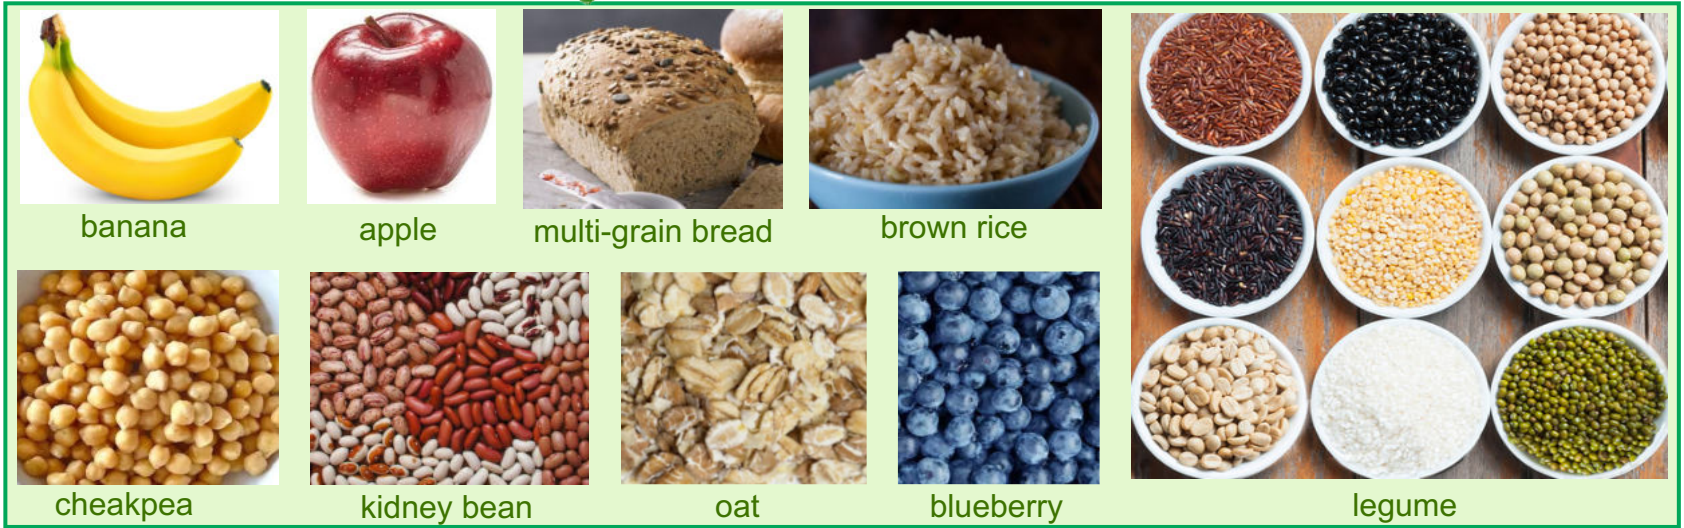 banana
apple
multi-grain bread
brown rice
cheakpea
kidney bean
oat
blueberry
legume